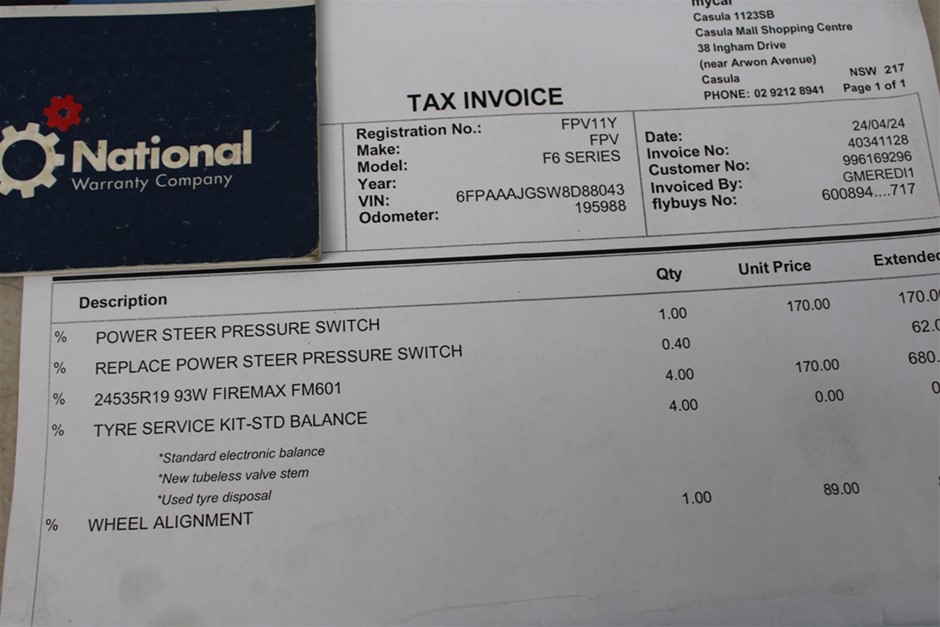 National
Warranty Company
mycar
Casula 1123SB
Casula Mall Shopping Centre
38 Ingham Drive
(near Arwon Avenue)
Casula
NSW 217
PHONE: 02 9212 8941
Page 1 of 1
TAX INVOICE
Registration No.: FPV11Y
Make: FPV
Model: F6 SERIES
Year:
VIN: 6FPAAAJGSW8D88043
Odometer: 195988
Date: 24/04/24
Invoice No: 40341128
Customer No: 996169296
Invoiced By: GMEREDI1
flybuys No: 600894....717
Description Qty Unit Price Extended
% POWER STEER PRESSURE SWITCH 1.00 170.00 170.0
% REPLACE POWER STEER PRESSURE SWITCH 0.40 62.0
% 24535R19 93W FIREMAX FM601 4.00 170.00 680.
% TYRE SERVICE KIT-STD BALANCE 4.00 0.00 0
*Standard electronic balance
*New tubeless valve stem
*Used tyre disposal
% WHEEL ALIGNMENT 1.00 89.00